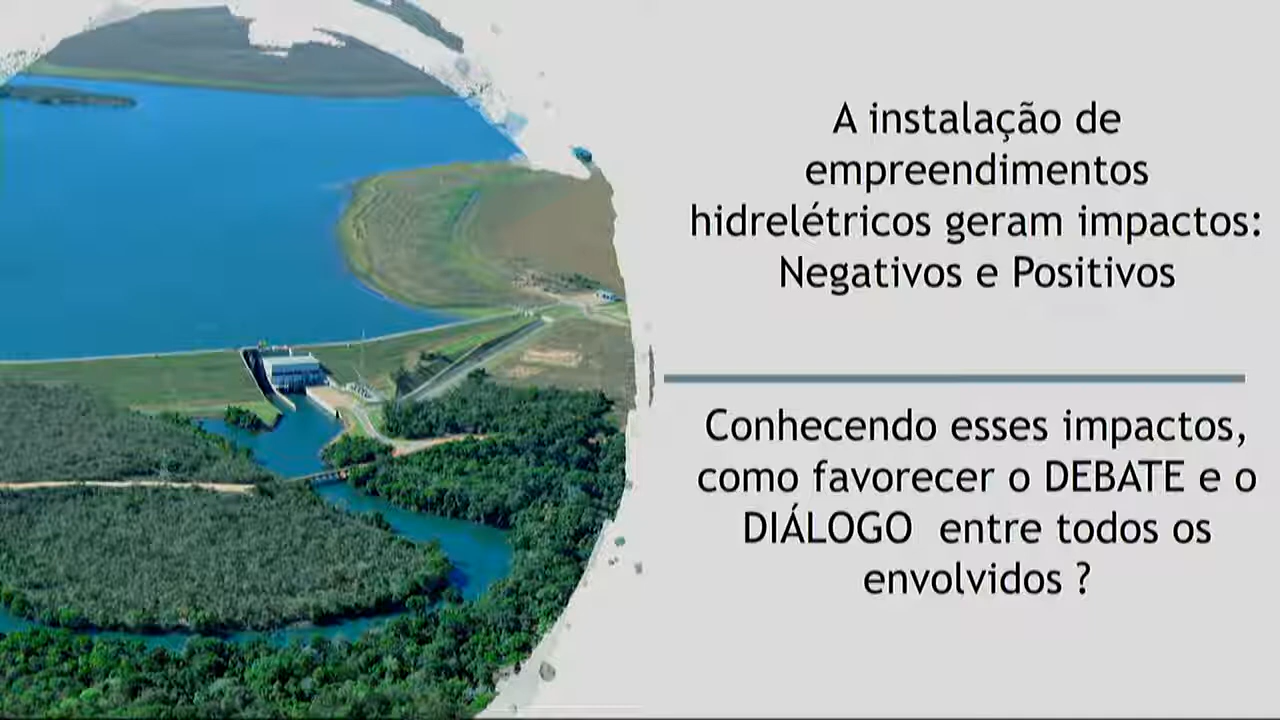 A instalação de
empreendimentos
hidrelétricos geram impactos:
Negativos e Positivos
Conhecendo esses impactos,
como favorecer o DEBATE e o
DIÁLOGO  entre todos os
envolvidos ?